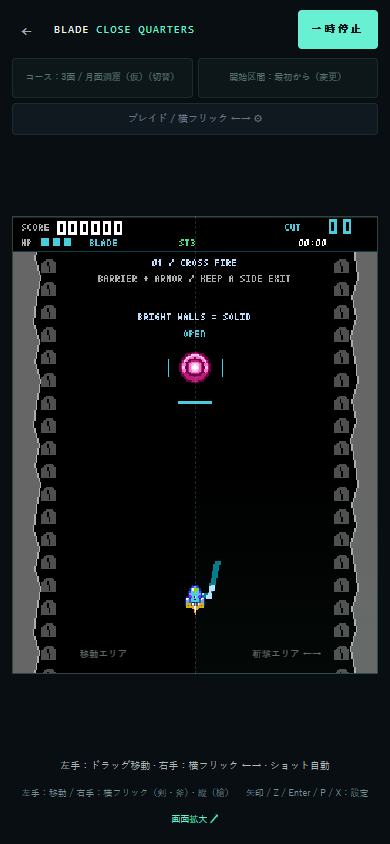 ← BLADE CLOSE QUARTERS 一時停止
コース：3面 / 月面洞窟（仮）（切替） 開始区間：最初から（変更）
ブレイド / 横フリック ←→ ⚙
SCORE 000000 CUT 00
HP BLADE ST3 00:00
01 / CROSS FIRE
BARRIER + ARMOR / KEEP A SIDE EXIT
BRIGHT WALLS = SOLID
OPEN
移動エリア 斬撃エリア ←→
左手：ドラッグ移動 · 右手：横フリック ←→ · ショット自動
左手：移動 / 右手：横フリック（剣・斧）・縦（槍） 矢印 / Z / Enter / P / X：設定
画面拡大 ⤢